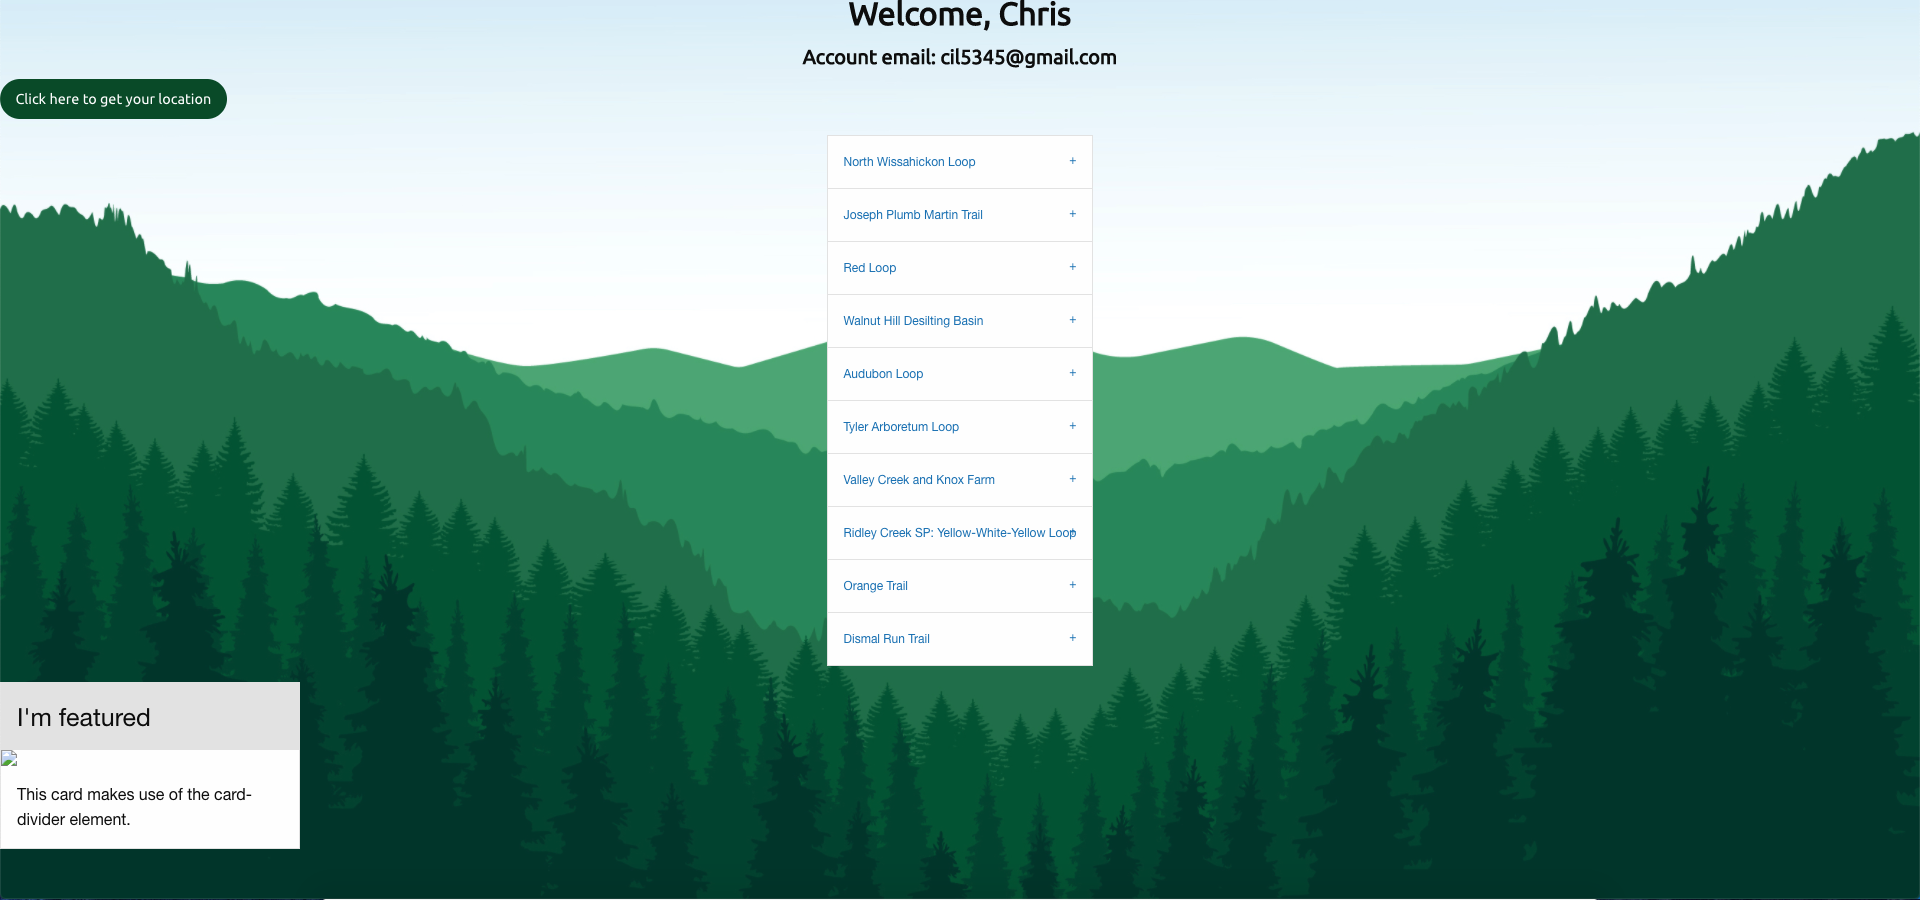 Welcome, Chris
Account email: cil5345@gmail.com
Click here to get your location
North Wissahickon Loop +
Joseph Plumb Martin Trail +
Red Loop +
Walnut Hill Desilting Basin +
Audubon Loop +
Tyler Arboretum Loop +
Valley Creek and Knox Farm +
Ridley Creek SP: Yellow-White-Yellow Loop +
Orange Trail +
Dismal Run Trail +
I'm featured
This card makes use of the card-
divider element.